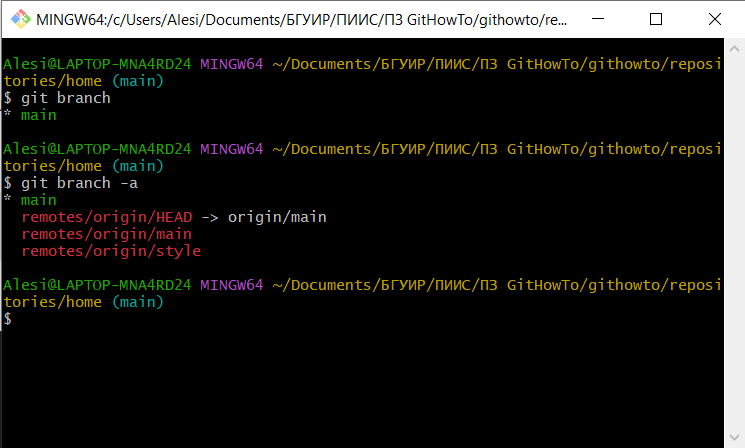 MINGW64:/c/Users/Alesi/Documents/БГУИР/ПИИС/ПЗ GitHowTo/githowto/re...
Alesi@LAPTOP-MNA4RD24 MINGW64 ~/Documents/БГУИР/ПИИС/ПЗ GitHowTo/githowto/reposi
tories/home (main)
$ git branch
* main
Alesi@LAPTOP-MNA4RD24 MINGW64 ~/Documents/БГУИР/ПИИС/ПЗ GitHowTo/githowto/reposi
tories/home (main)
$ git branch -a
* main
remotes/origin/HEAD -> origin/main
remotes/origin/main
remotes/origin/style
Alesi@LAPTOP-MNA4RD24 MINGW64 ~/Documents/БГУИР/ПИИС/ПЗ GitHowTo/githowto/reposi
tories/home (main)
$